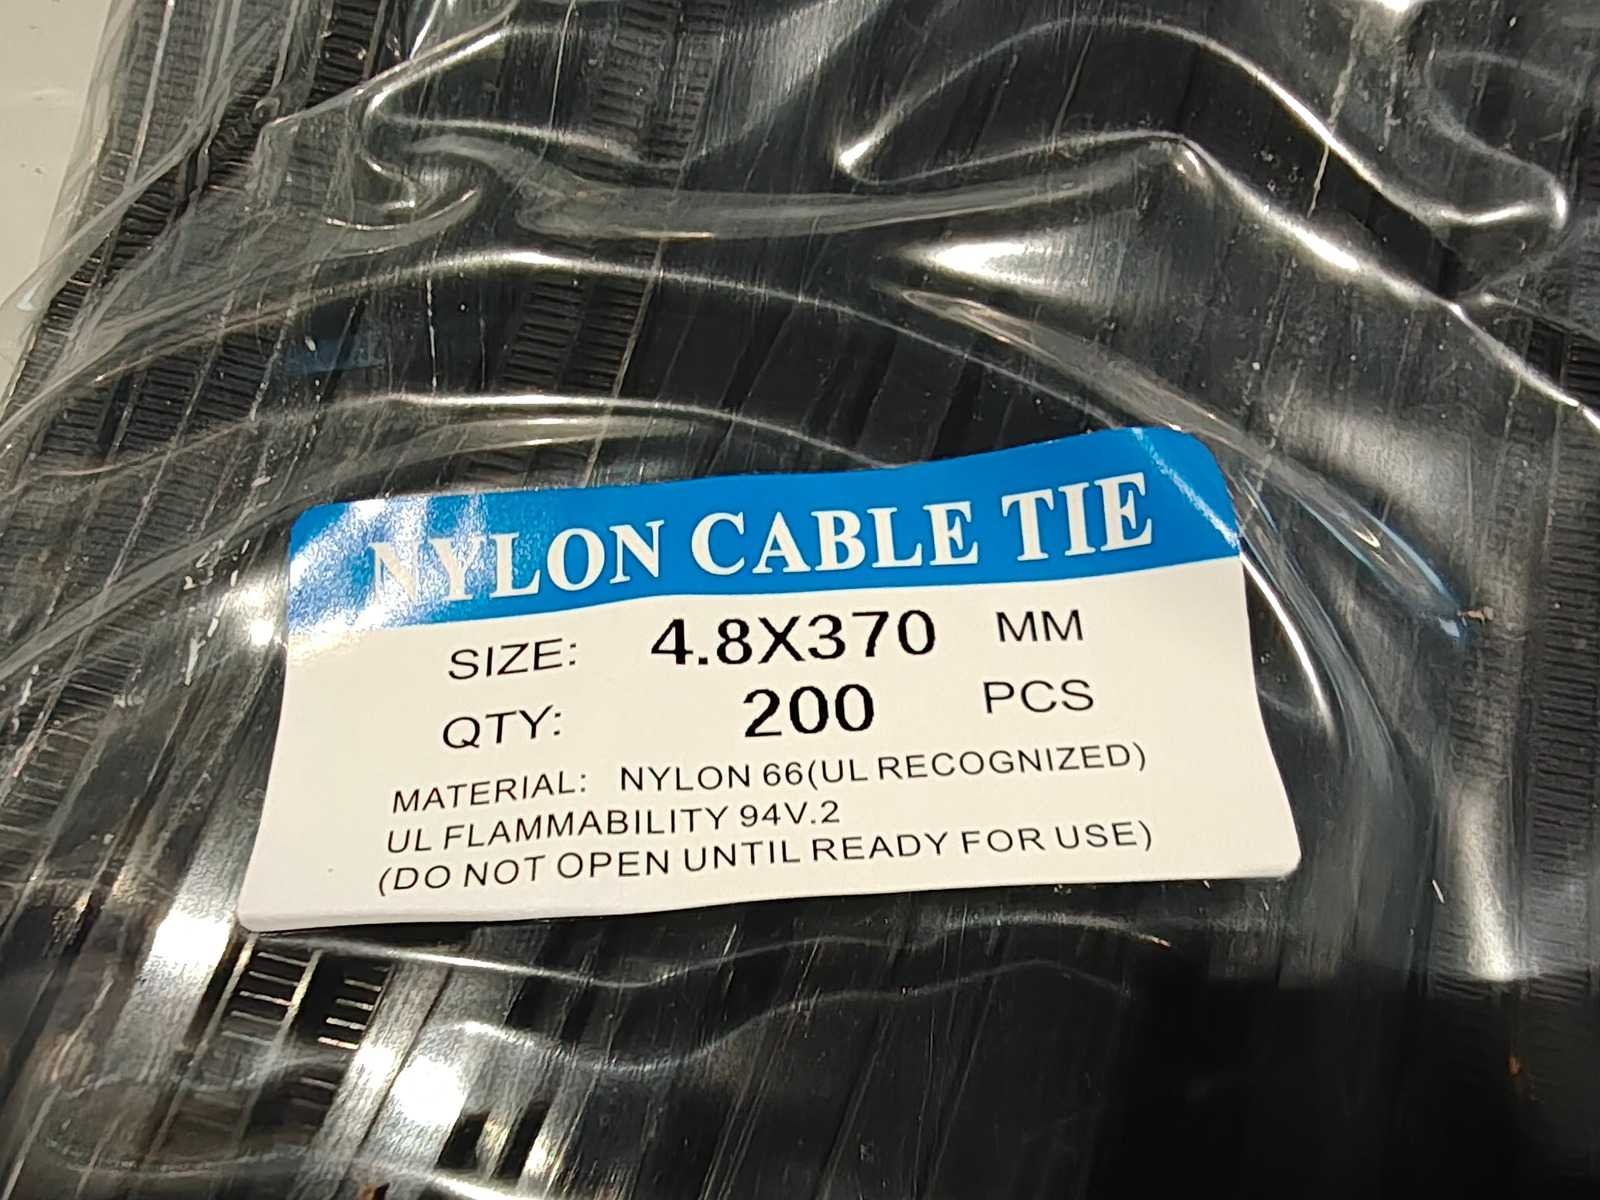 NYLON CABLE TIE
SIZE: 4.8X370 MM
QTY: 200 PCS
MATERIAL: NYLON 66(UL RECOGNIZED)
UL FLAMMABILITY 94V.2
(DO NOT OPEN UNTIL READY FOR USE)